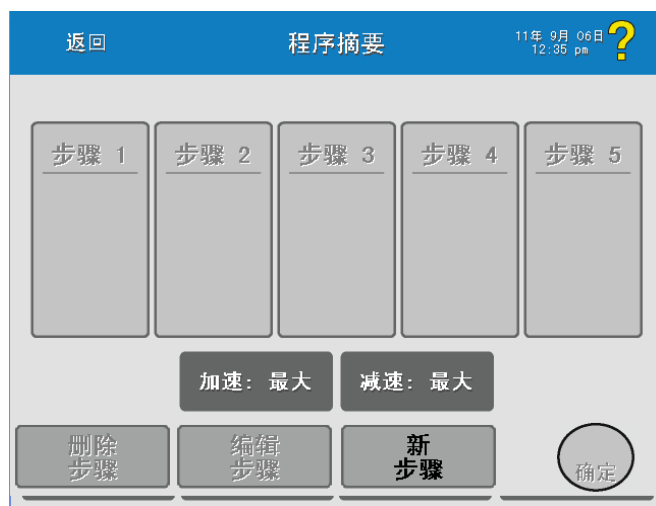 返回
程序摘要
11年 9月 06日
12:35 pm
?
步骤 1
步骤 2
步骤 3
步骤 4
步骤 5
加速: 最大
减速: 最大
删除
步骤
编辑
步骤
新
步骤
确定